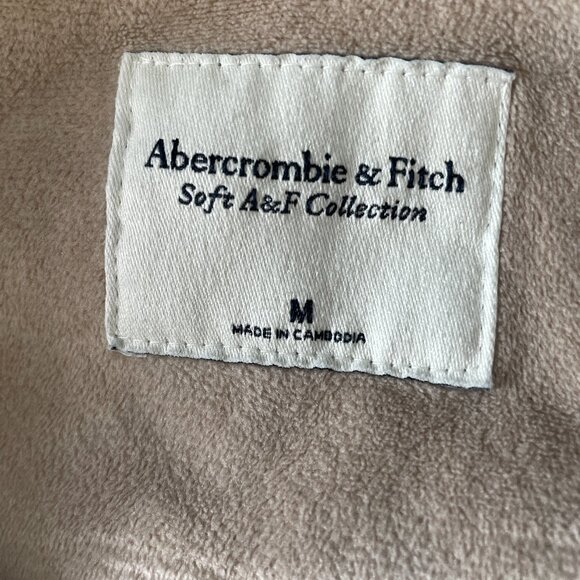 Abercrombie & Fitch
Soft A&F Collection
M
MADE IN CAMBODIA